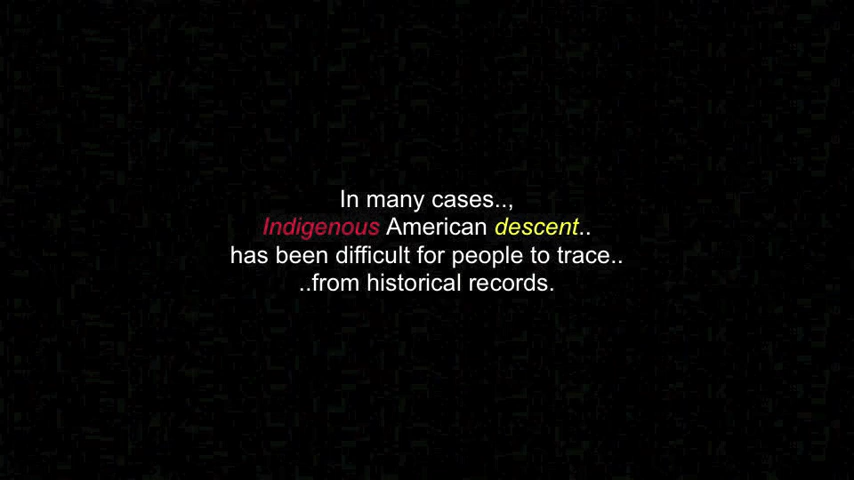 In many cases..,
Indigenous American descent..
has been difficult for people to trace..
..from historical records.